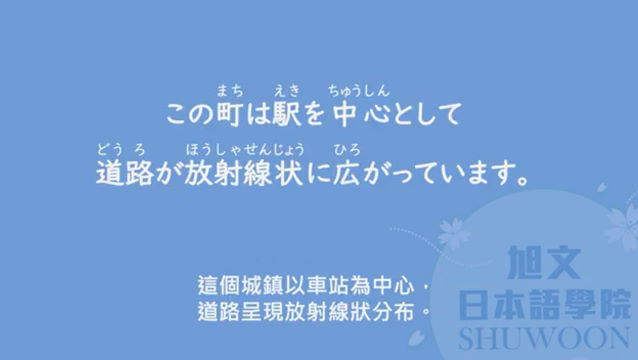 まち えき ちゅうしん
この町は駅を中心として
どうろ ほうしゃせんじょう ひろ
道路が放射線状に広がっています。
這個城鎮以車站為中心，
道路呈現放射線狀分布。
旭文
日本語學院
SHUWOON